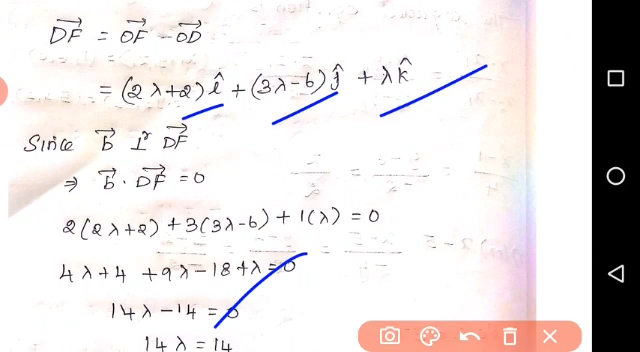 DF⃗ = OF⃗ - OD⃗
= (2λ+2) î + (3λ-6) ĵ + λ k̂
Since b⃗ ⊥r DF⃗
⇒ b⃗ . DF⃗ = 0
2(2λ+2) + 3(3λ-6) + 1(λ) = 0
4λ+4 + 9λ-18+λ=0
14λ-14 = 0
14λ = 14